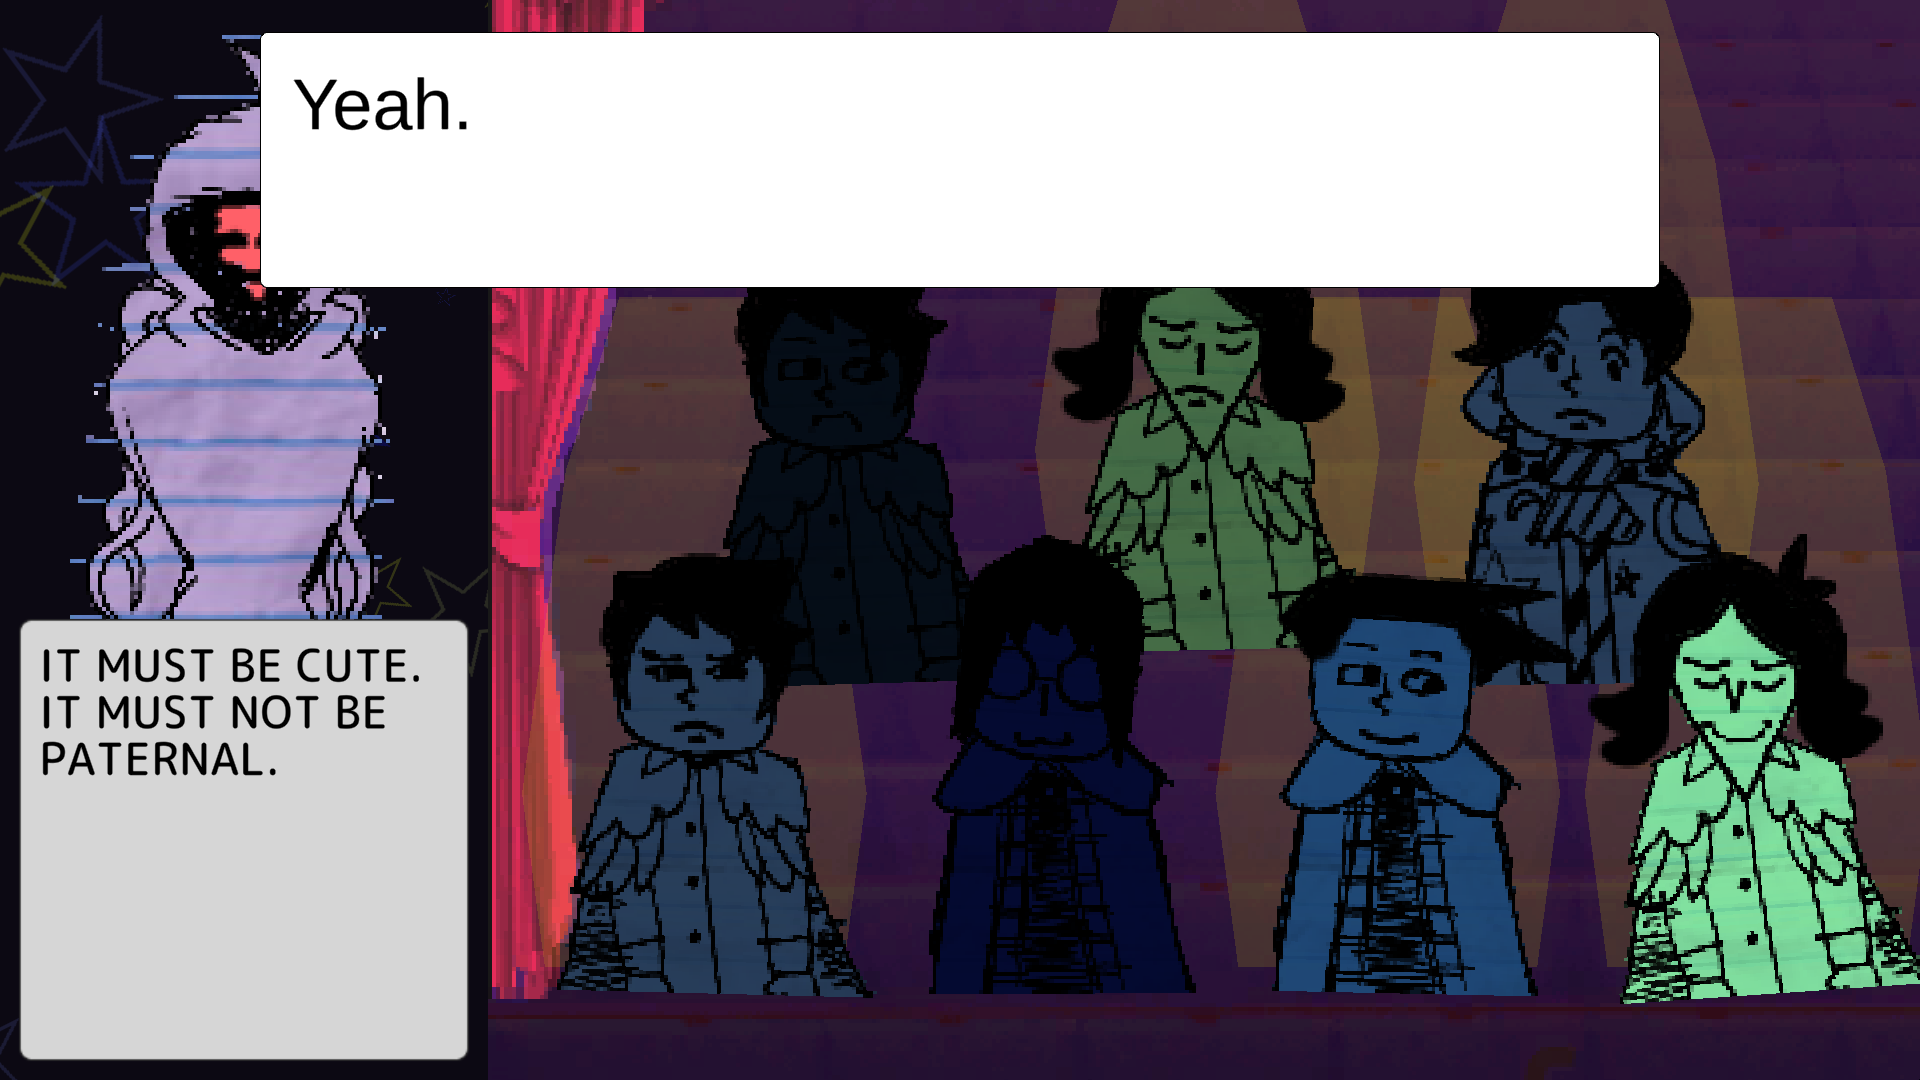 Yeah.
IT MUST BE CUTE.
IT MUST NOT BE
PATERNAL.